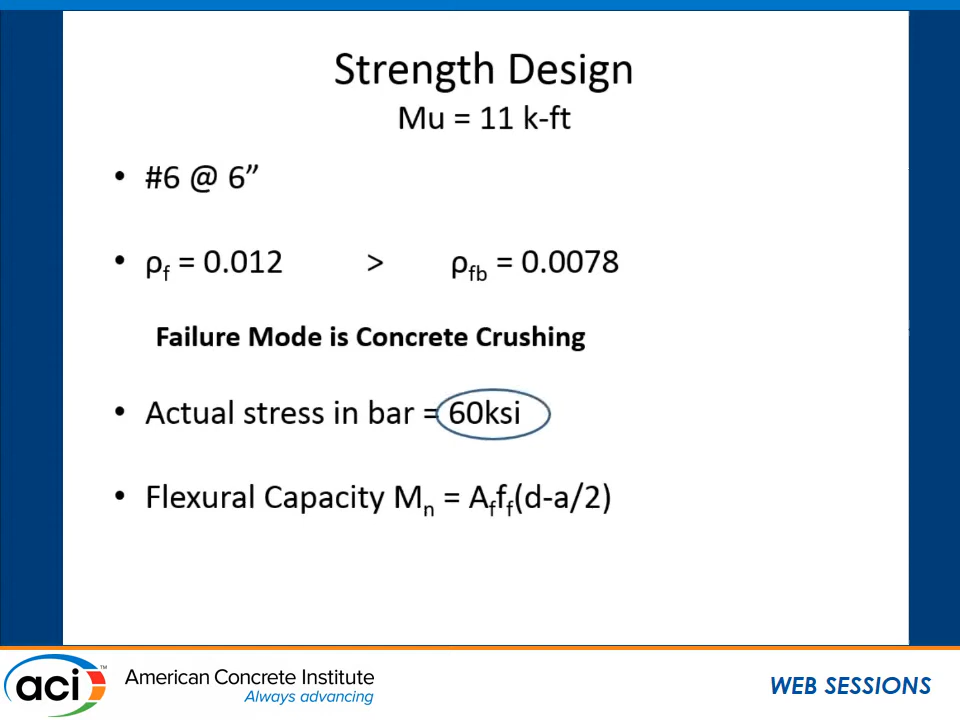 Strength Design
Mu = 11 k-ft
• #6 @ 6”
• ρf = 0.012 > ρfb = 0.0078
Failure Mode is Concrete Crushing
• Actual stress in bar = 60ksi
• Flexural Capacity Mn = Afff(d-a/2)
aci™
American Concrete Institute
Always advancing
WEB SESSIONS